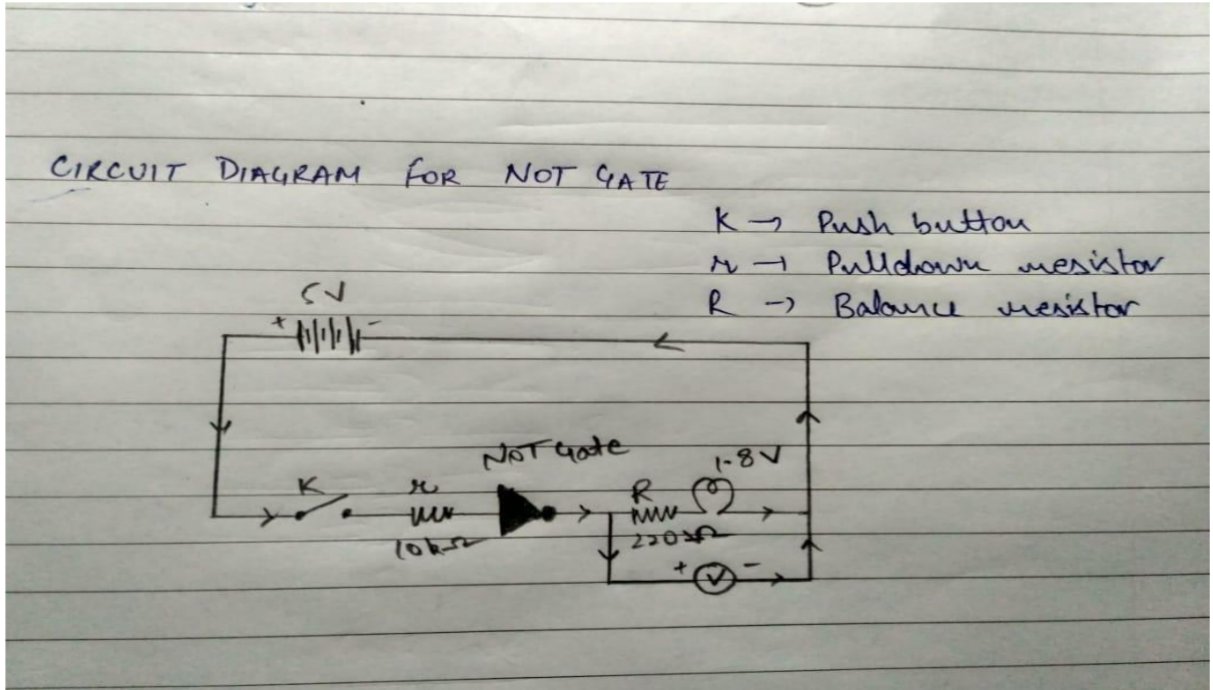 CIRCUIT DIAGRAM FOR NOT GATE
K → Push button
r → Pulldown resistor
R → Balance resistor
5V
+ -
NOT Gate
1.8V
K r R
10kΩ 220Ω
+ V -